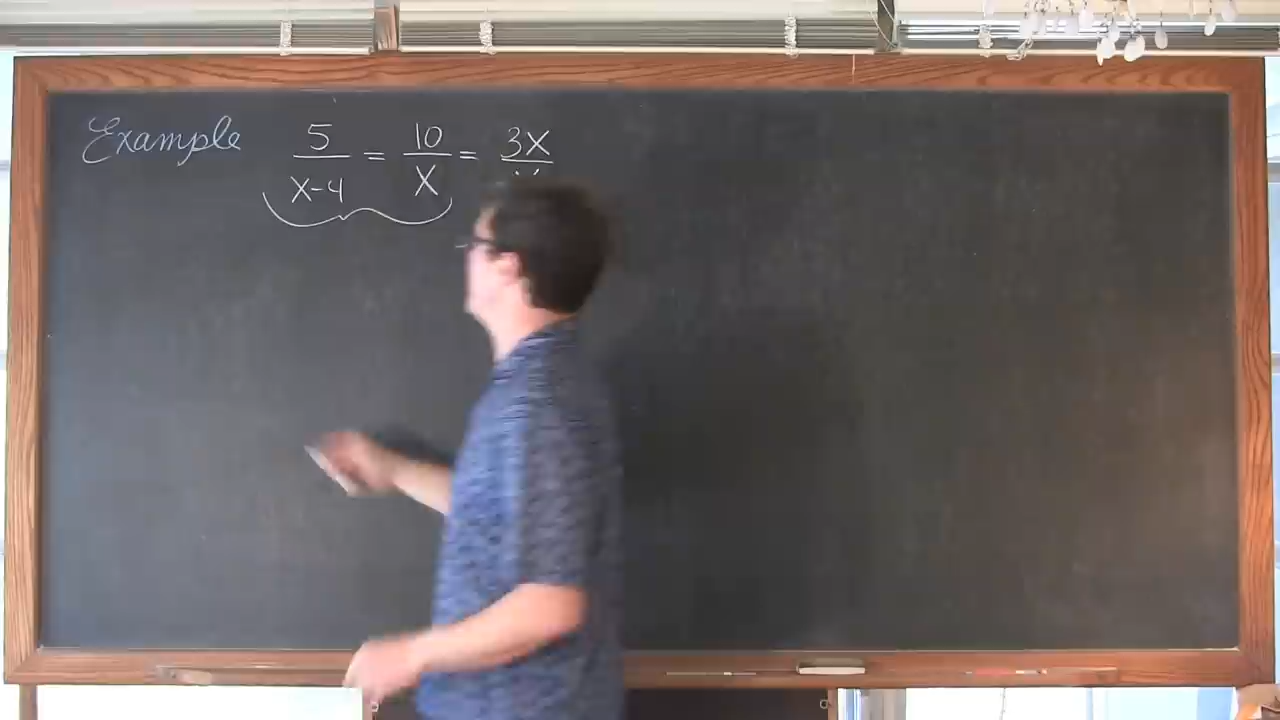 Example 5/(X-4) = 10/X = 3X/